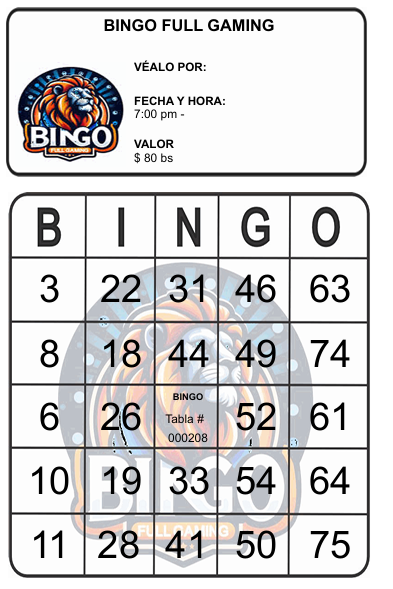 BINGO FULL GAMING
VÉALO POR:
FECHA Y HORA:
7:00 pm -
VALOR
$ 80 bs
BINGO
FULL GAMING
B I N G O
3 22 31 46 63
8 18 44 49 74
6 26 BINGO 52 61
Tabla #
000208
10 19 33 54 64
11 28 41 50 75
BINGO
FULL GAMING